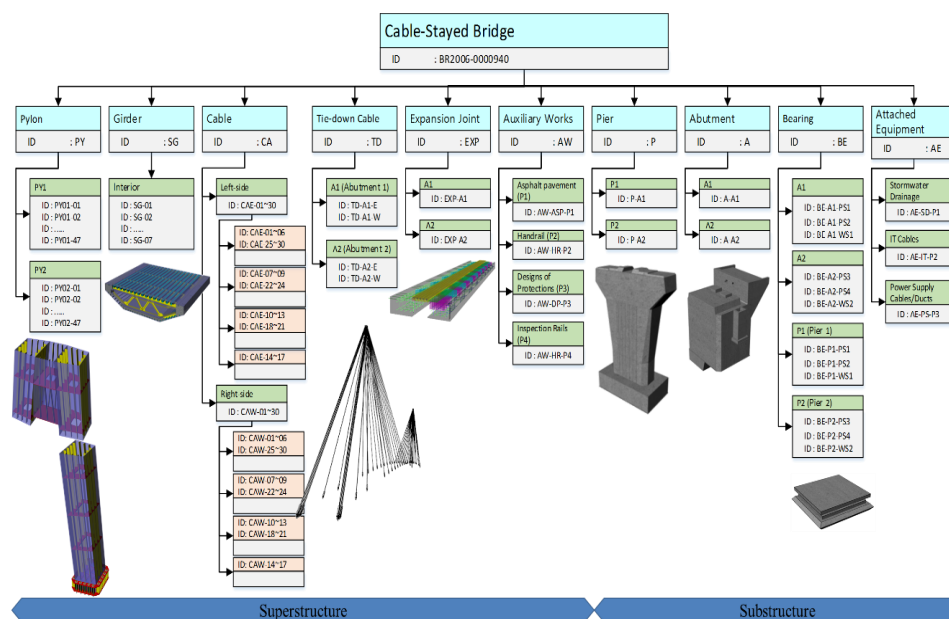 Cable-Stayed Bridge
ID : BR2006-0000940
Pylon
ID : PY
PY1
ID : PY01-01
ID : PY01-02
ID : .....
ID : PY01-47
PY2
ID : PY02-01
ID : PY02-02
ID : .....
ID : PY02-47
Girder
ID : SG
Interior
ID : SG-01
ID : SG-02
ID : .....
ID : SG-07
Cable
ID : CA
Left-side
ID : CAE-01~30
ID: CAE-01~06
ID: CAE 25~30
ID: CAE-07~09
ID: CAE-22~24
ID: CAE-10~13
ID: CAE-18~21
ID: CAE-14~17
Right side
ID : CAW-01~30
ID: CAW-01~06
ID: CAW-25~30
ID: CAW 07~09
ID: CAW-22~24
ID: CAW-10~13
ID: CAW-18~21
ID: CAW-14~17
Tie-down Cable
ID : TD
A1 (Abutment 1)
ID : TD-A1-E
ID : TD A1 W
A2 (Abutment 2)
ID : TD-A2-E
ID : TD-A2-W
Expansion Joint
ID : EXP
A1
ID : EXP-A1
A2
ID : EXP A2
Auxiliary Works
ID : AW
Asphalt pavement
(P1)
ID : AW-ASP-P1
Handrail (P2)
ID : AW-HR-P2
Designs of
Protections (P3)
ID : AW-DP-P3
Inspection Rails
(P4)
ID : AW-HR-P4
Pier
ID : P
P1
ID : P-A1
P2
ID : P A2
Abutment
ID : A
A1
ID : A-A1
A2
ID : A A2
Bearing
ID : BE
A1
ID : BE-A1-PS1
ID : BE-A1-PS2
ID : BE A1 WS1
A2
ID : BE-A2-PS3
ID : BE-A2-PS4
ID : BE-A2-WS2
P1 (Pier 1)
ID : BE-P1-PS1
ID : BE-P1-PS2
ID : BE-P1-WS1
P2 (Pier 2)
ID : BE-P2-PS3
ID : BE-P2-PS4
ID : BE-P2-WS2
Attached
Equipment
ID : AE
Stormwater
Drainage
ID : AE-SD-P1
IT Cables
ID : AE-IT-P2
Power Supply
Cables/Ducts
ID : AE-PS-P3
Superstructure
Substructure